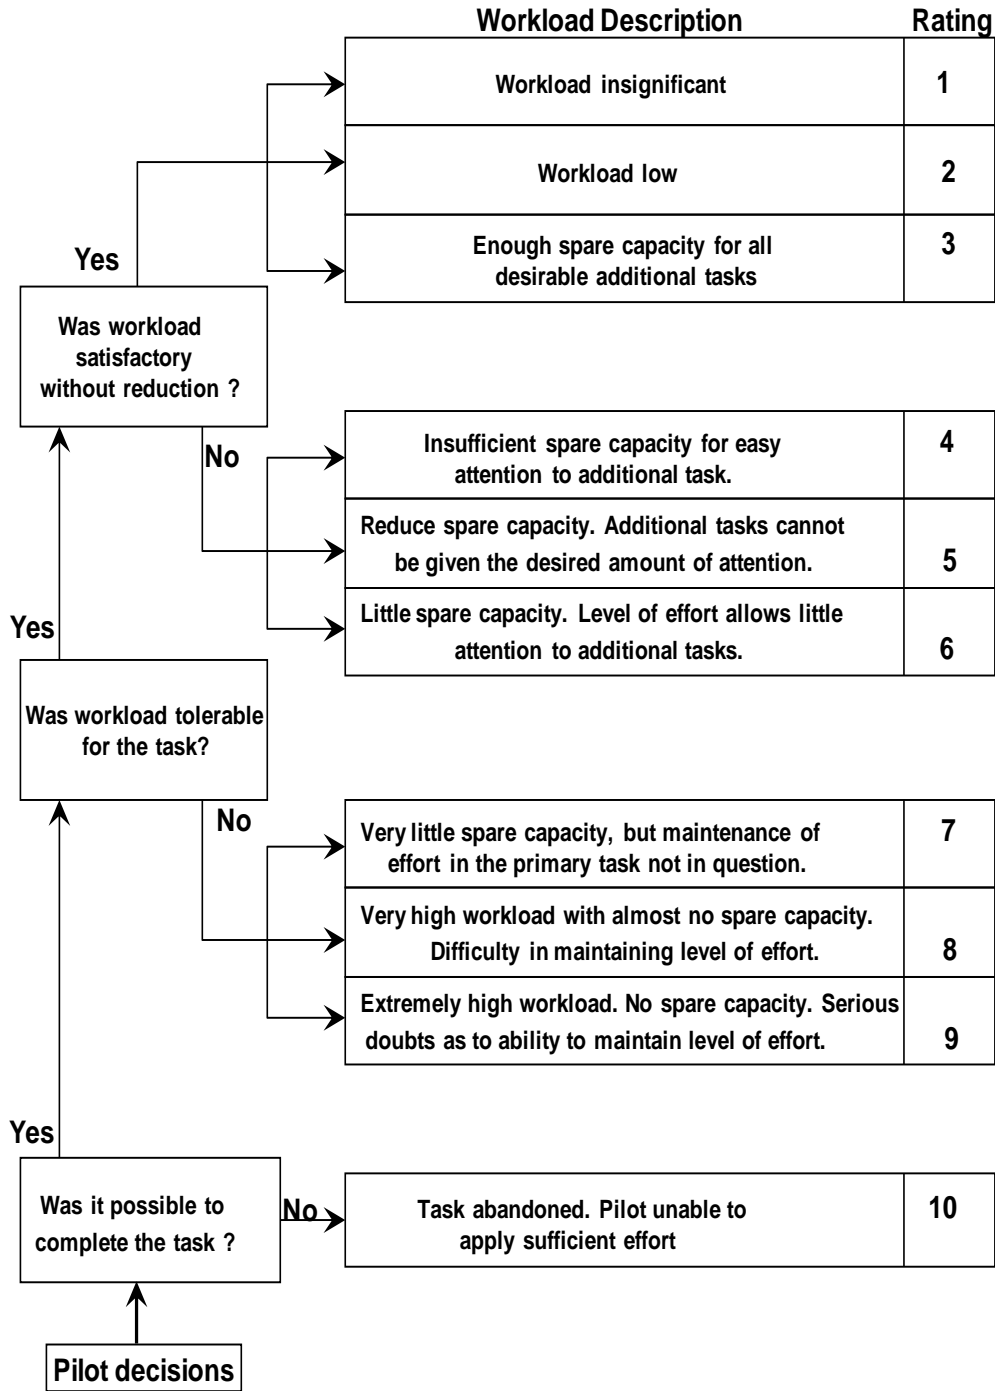 Workload Description Rating
Workload insignificant 1
Workload low 2
Enough spare capacity for all 3
desirable additional tasks
Yes
Was workload
satisfactory
without reduction ?
No
Insufficient spare capacity for easy 4
attention to additional task.
Reduce spare capacity. Additional tasks cannot
be given the desired amount of attention. 5
Little spare capacity. Level of effort allows little
attention to additional tasks. 6
Yes
Was workload tolerable
for the task?
No
Very little spare capacity, but maintenance of 7
effort in the primary task not in question.
Very high workload with almost no spare capacity.
Difficulty in maintaining level of effort. 8
Extremely high workload. No spare capacity. Serious
doubts as to ability to maintain level of effort. 9
Yes
Was it possible to
complete the task ?
No
Task abandoned. Pilot unable to 10
apply sufficient effort
Pilot decisions